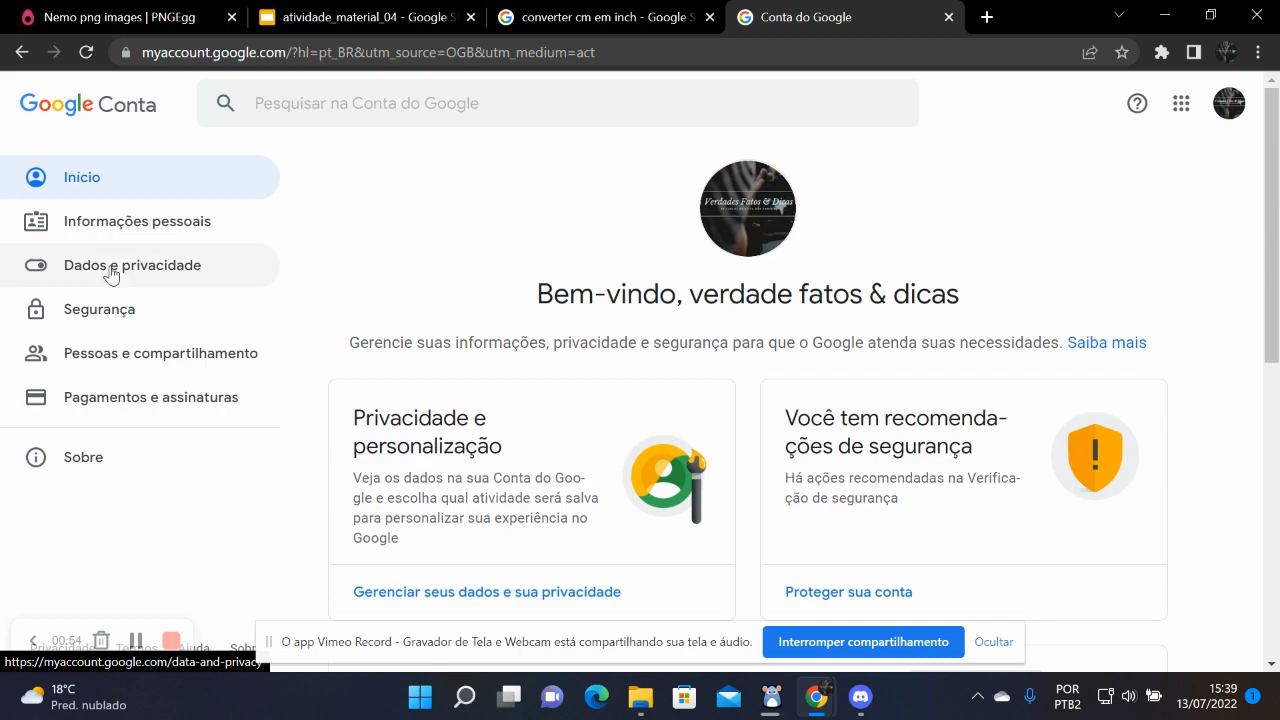 Nemo png images | PNGEgg
atividade_material_04 - Google S
converter cm em inch - Google S
Conta do Google
myaccount.google.com/?hl=pt_BR&utm_source=OGB&utm_medium=act
Google Conta
Pesquisar na Conta do Google
Início
Informações pessoais
Dados e privacidade
Segurança
Pessoas e compartilhamento
Pagamentos e assinaturas
Sobre
Verdades Fatos & Dicas
Bem-vindo, verdade fatos & dicas
Gerencie suas informações, privacidade e segurança para que o Google atenda suas necessidades. Saiba mais
Privacidade e
personalização
Veja os dados na sua Conta do Goo-
gle e escolha qual atividade será salva
para personalizar sua experiência no
Google
Gerenciar seus dados e sua privacidade
Você tem recomenda-
ções de segurança
Há ações recomendadas na Verifica-
ção de segurança
Proteger sua conta
00:54
Privacidade Termos Ajuda Sobr
O app Vimeo Record - Gravador de Tela e Webcam está compartilhando sua tela e áudio.
Interromper compartilhamento
Ocultar
https://myaccount.google.com/data-and-privacy
18°C
Pred. nublado
POR
PTB2
15:39
13/07/2022
1